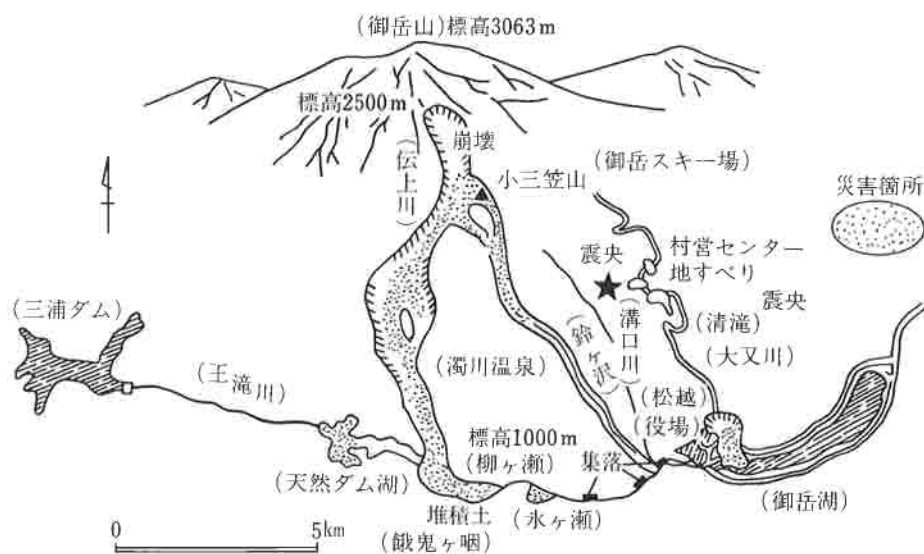 (御岳山)標高3063m
標高2500m
崩壊
(伝上川)
(御岳スキー場)
小三笠山
災害箇所
村営センター
地すべり
震央
震央
(三浦ダム)
(清滝)
(溝口川)
(鈴ヶ沢)
(大又川)
(王滝川)
(濁川温泉)
(松越)
(役場)
標高1000m
(柳ヶ瀬)
集落
(天然ダム湖)
(御岳湖)
堆積土
(氷ヶ瀬)
(餓鬼ヶ咽)
0 5km